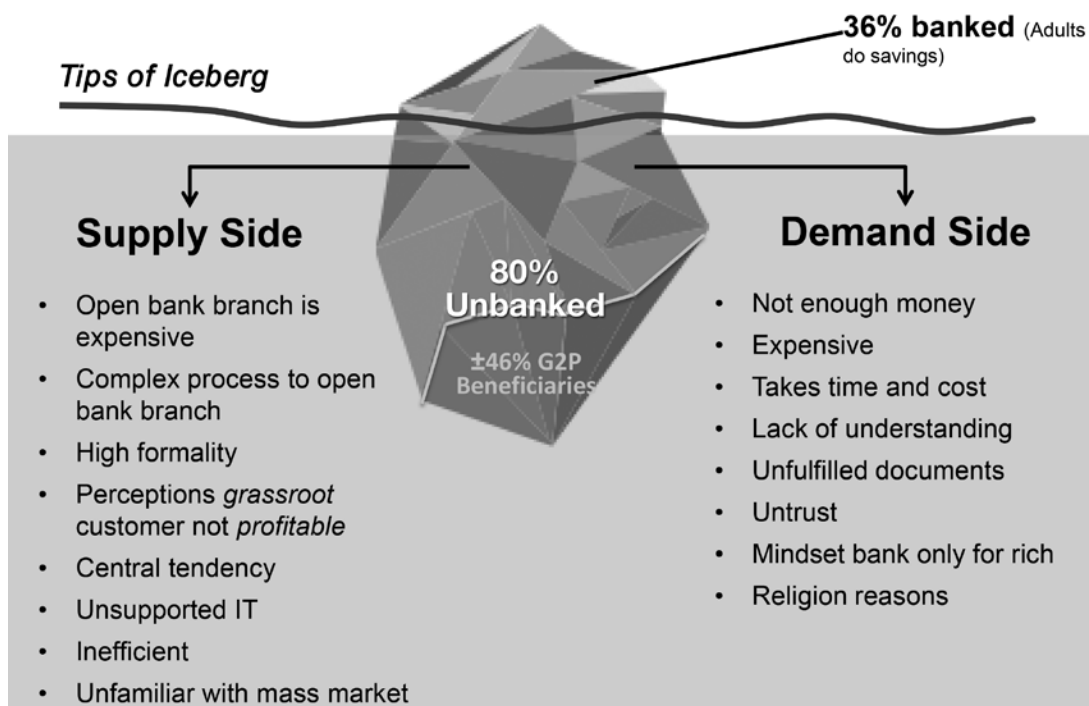 36% banked (Adults
do savings)
Tips of Iceberg
Supply Side
• Open bank branch is
expensive
• Complex process to open
bank branch
• High formality
• Perceptions grassroot
customer not profitable
• Central tendency
• Unsupported IT
• Inefficient
• Unfamiliar with mass market
80%
Unbanked
±46% G2P
Beneficiaries
Demand Side
• Not enough money
• Expensive
• Takes time and cost
• Lack of understanding
• Unfulfilled documents
• Untrust
• Mindset bank only for rich
• Religion reasons